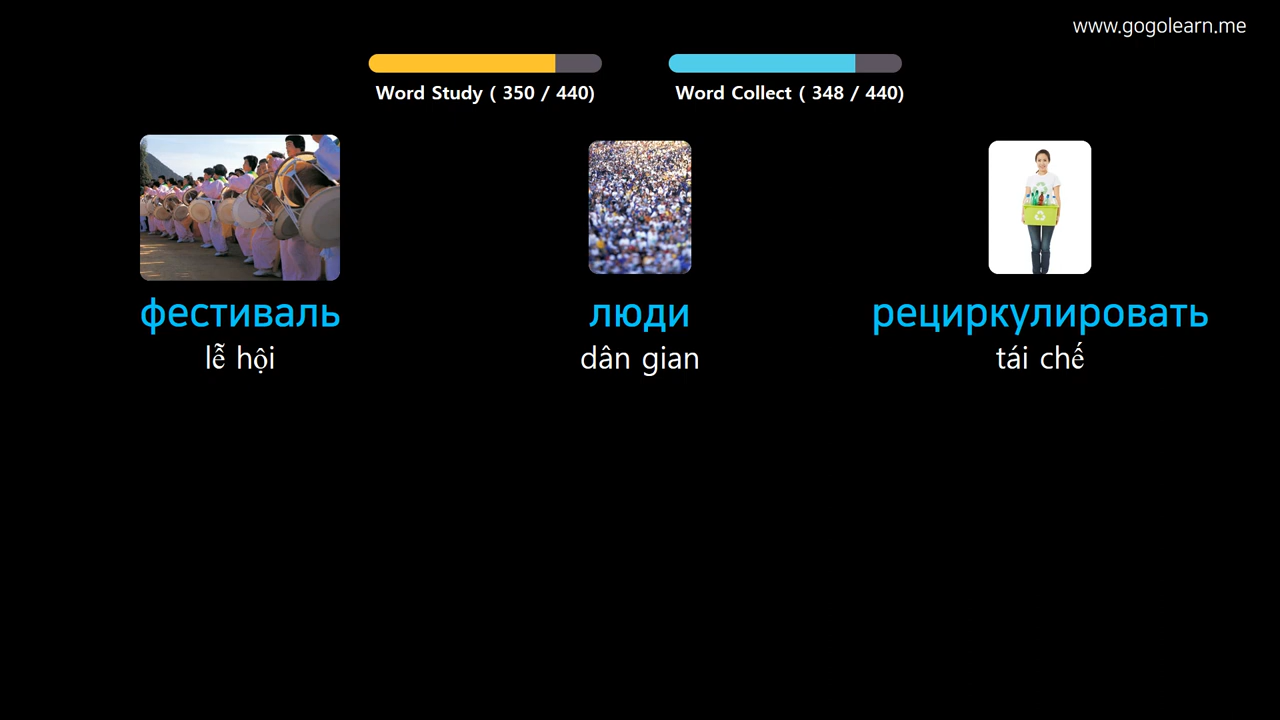 www.gogolearn.me
Word Study ( 350 / 440)
Word Collect ( 348 / 440)
фестиваль
lễ hội
люди
dân gian
рециркулировать
tái chế